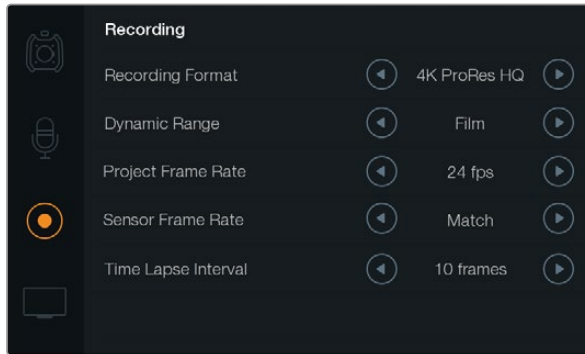 Recording
Recording Format 4K ProRes HQ
Dynamic Range Film
Project Frame Rate 24 fps
Sensor Frame Rate Match
Time Lapse Interval 10 frames